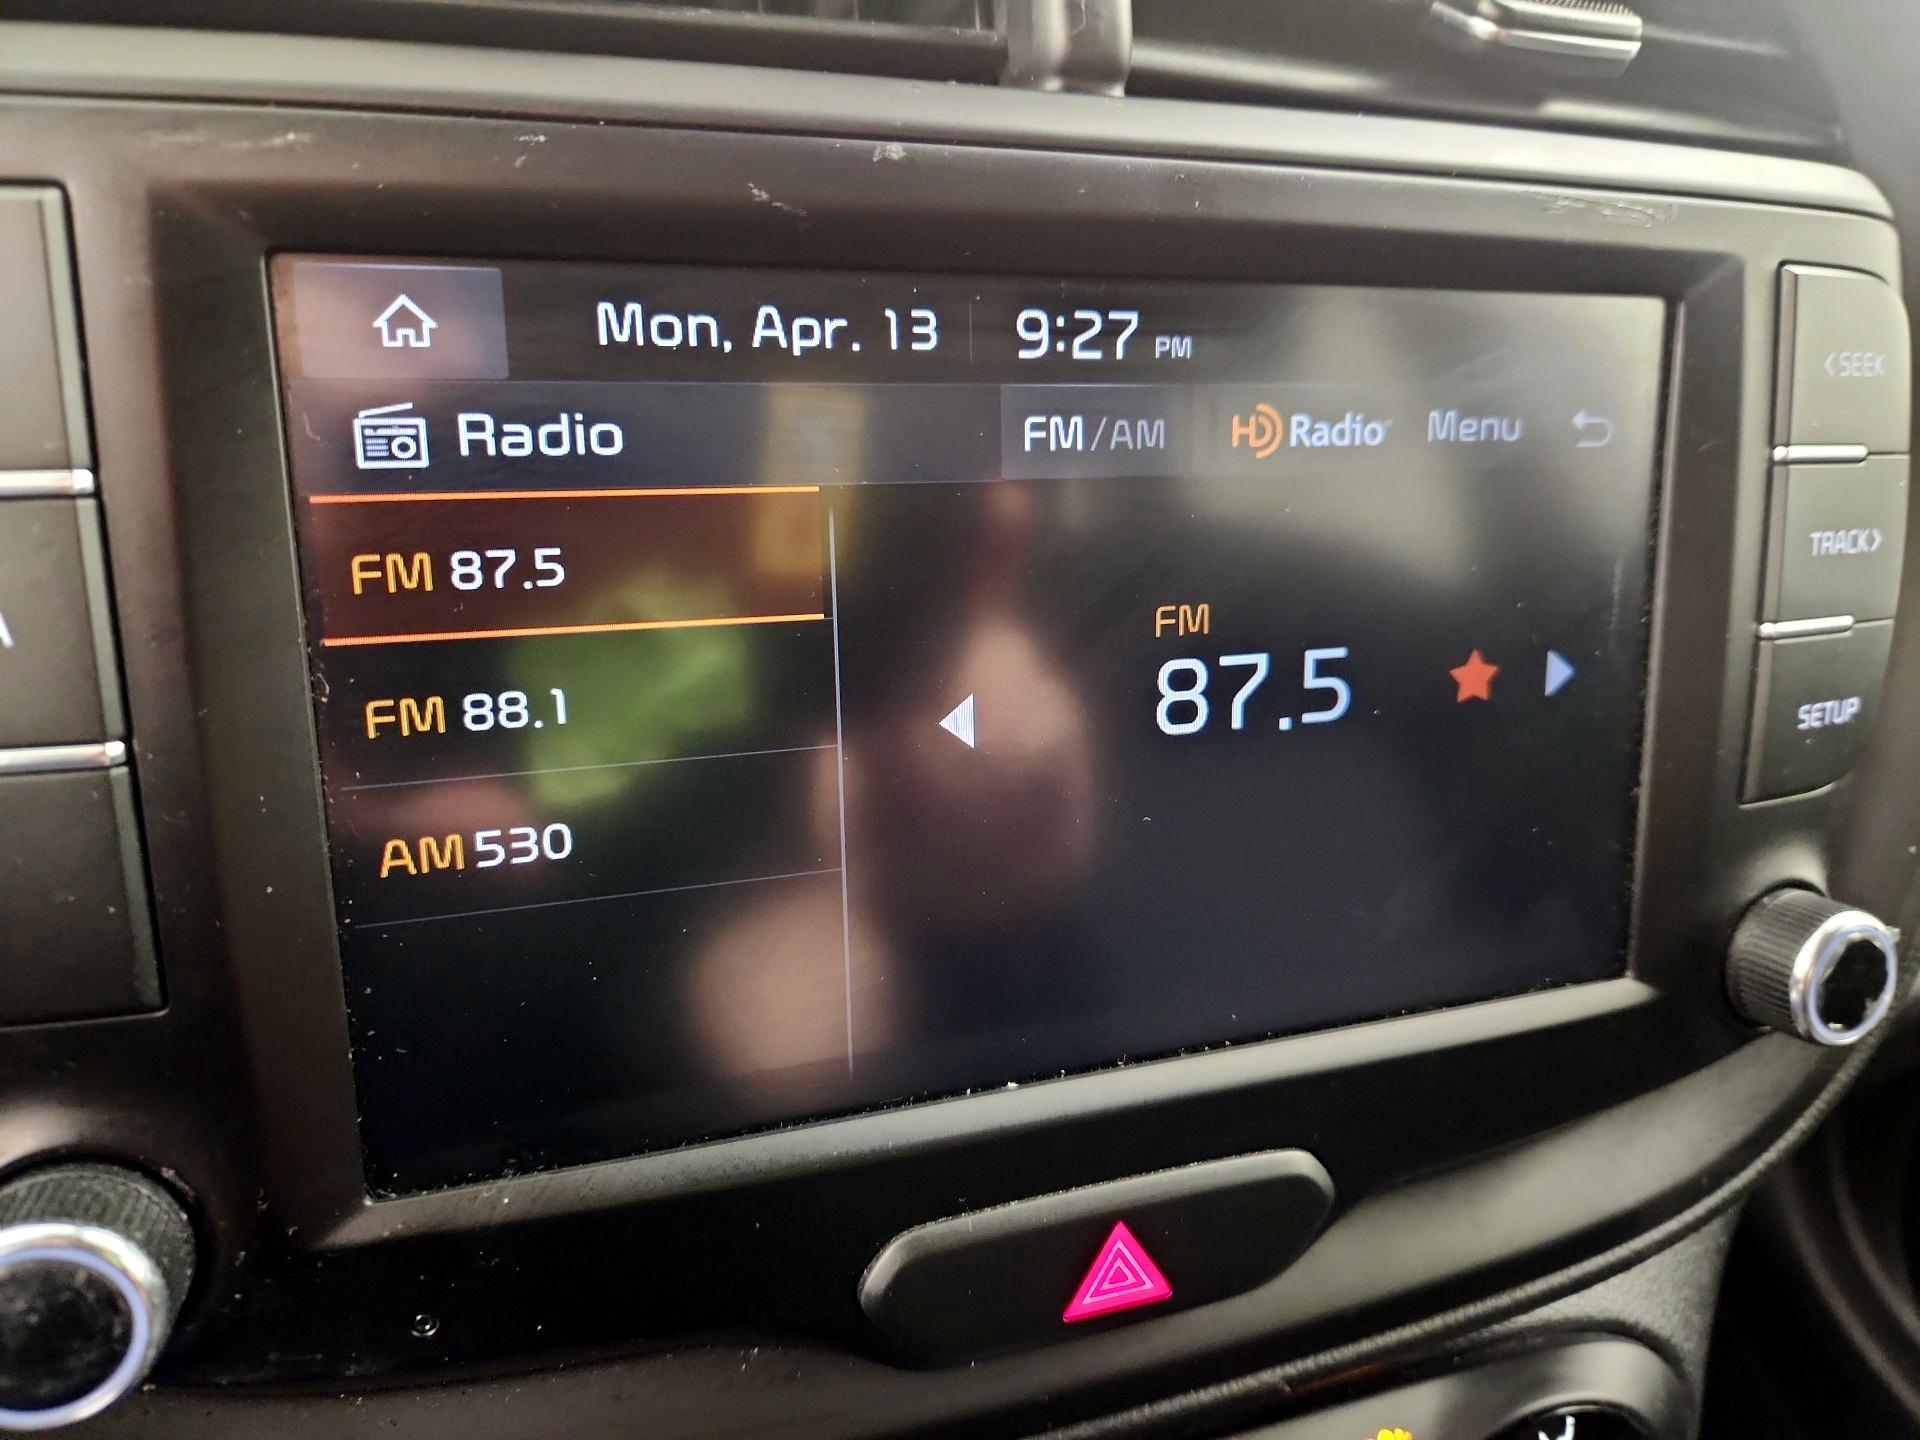 Mon, Apr. 13 9:27 PM
Radio FM/AM HD Radio Menu
FM 87.5
FM 88.1
AM 530
FM
87.5
<SEEK
TRACK>
SETUP